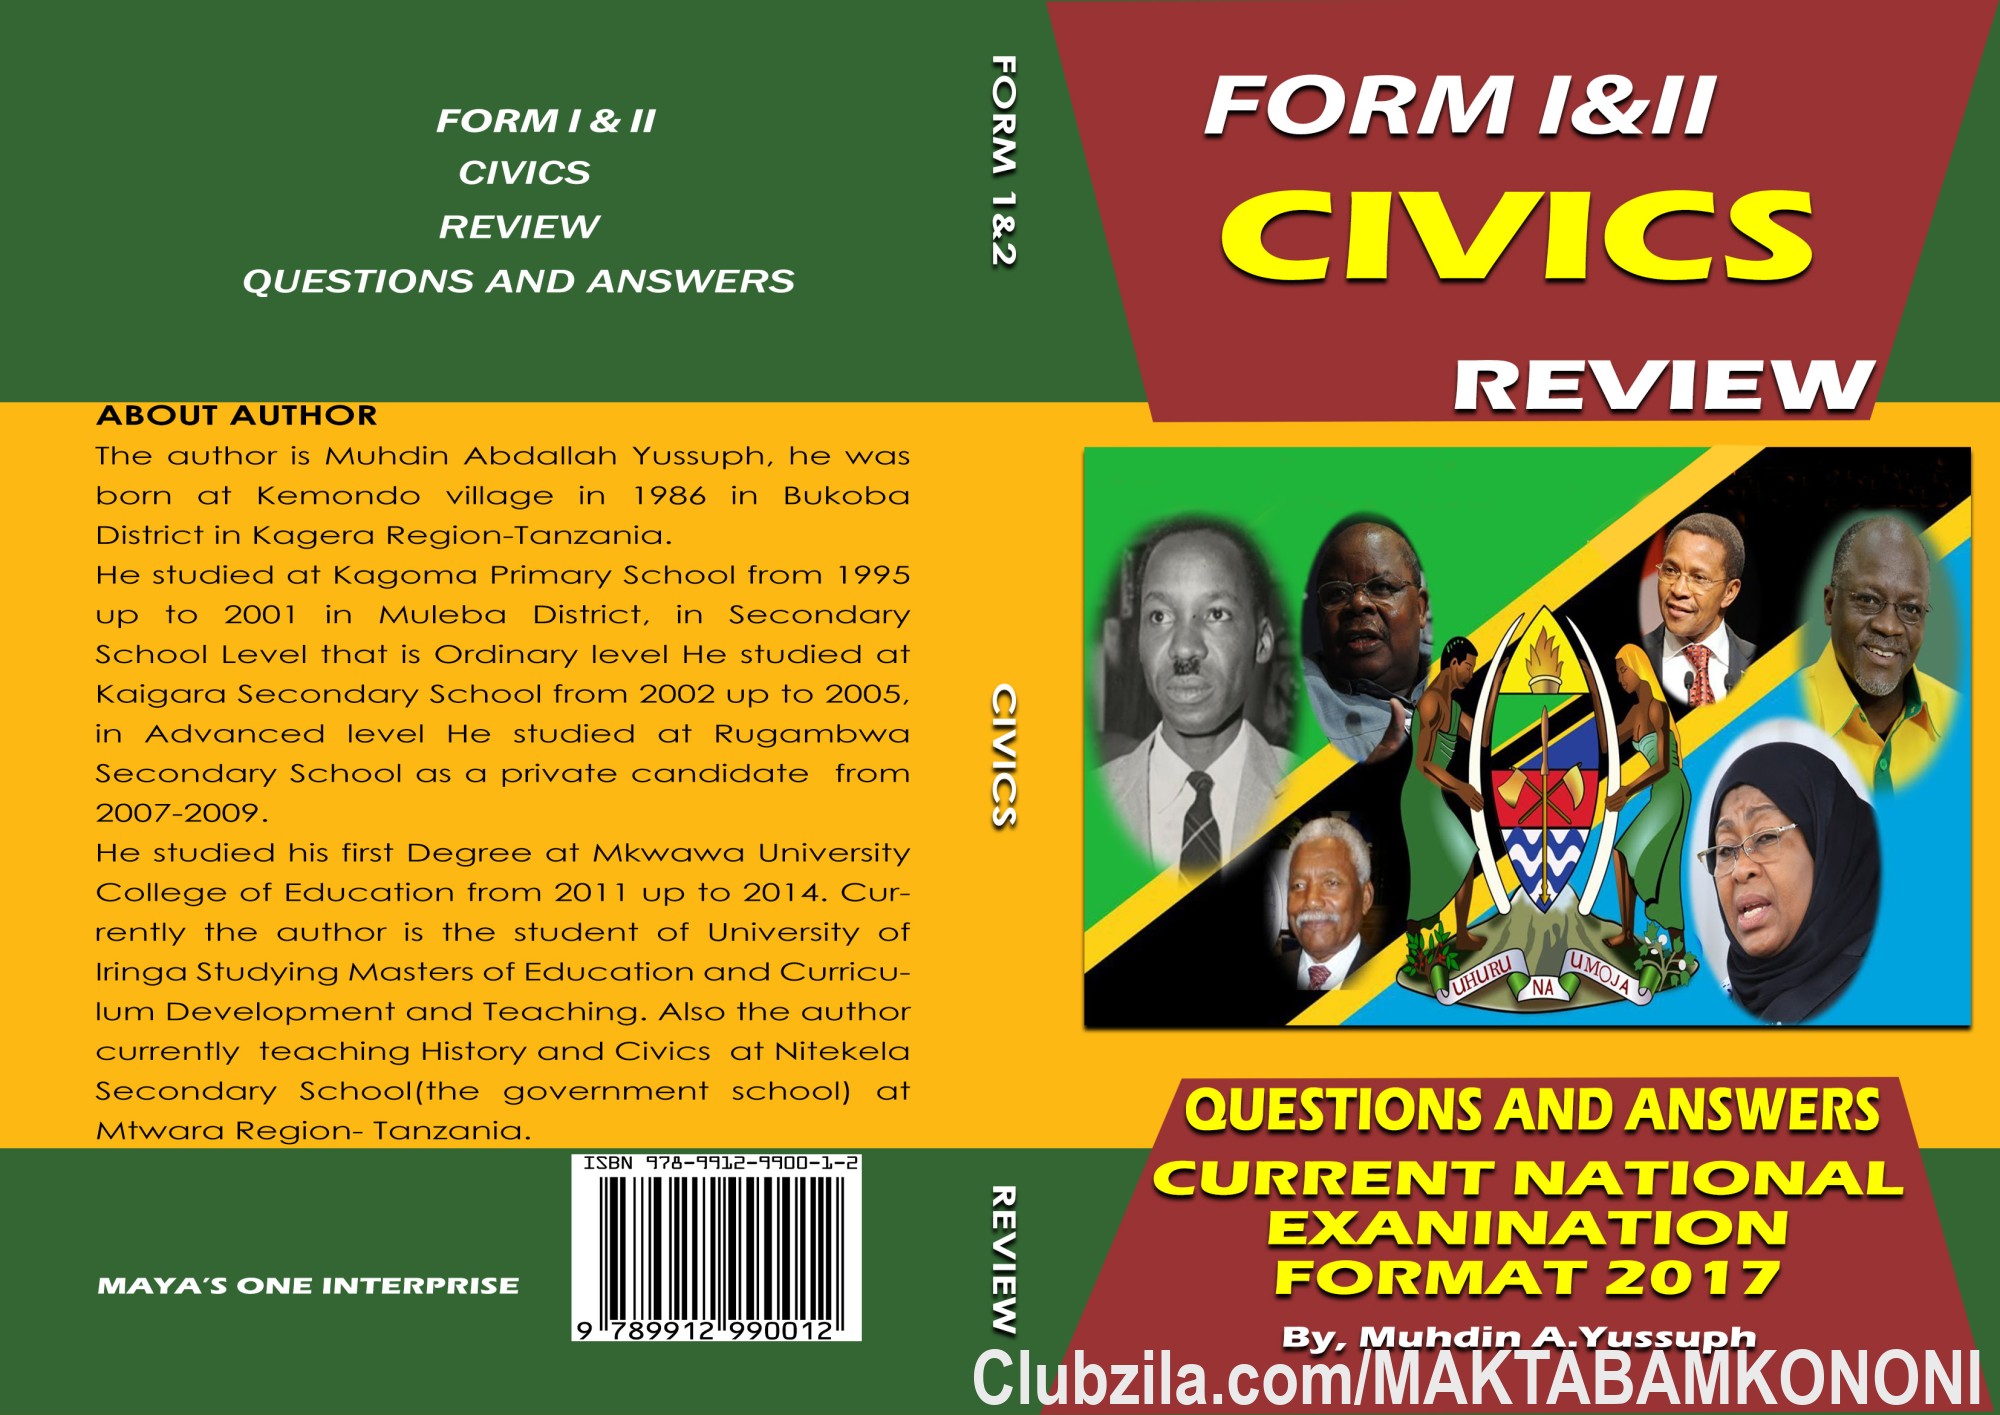 FORM I & II
CIVICS
REVIEW
QUESTIONS AND ANSWERS
ABOUT AUTHOR
The author is Muhdin Abdallah Yussuph, he was
born at Kemondo village in 1986 in Bukoba
District in Kagera Region-Tanzania.
He studied at Kagoma Primary School from 1995
up to 2001 in Muleba District, in Secondary
School Level that is Ordinary level He studied at
Kaigara Secondary School from 2002 up to 2005,
in Advanced level He studied at Rugambwa
Secondary School as a private candidate from
2007-2009.
He studied his first Degree at Mkwawa University
College of Education from 2011 up to 2014. Cur-
rently the author is the student of University of
Iringa Studying Masters of Education and Curricu-
lum Development and Teaching. Also the author
currently teaching History and Civics at Nitekela
Secondary School(the government school) at
Mtwara Region- Tanzania.
ISBN 978-9912-9900-1-2
9 789912 990012
MAYA'S ONE INTERPRISE
FORM 1&2
CIVICS
REVIEW
FORM I&II
CIVICS
REVIEW
UHURU NA UMOJA
QUESTIONS AND ANSWERS
CURRENT NATIONAL
EXANINATION
FORMAT 2017
By, Muhdin A.Yussuph
Clubzila.com/MAKTABAMKONONI